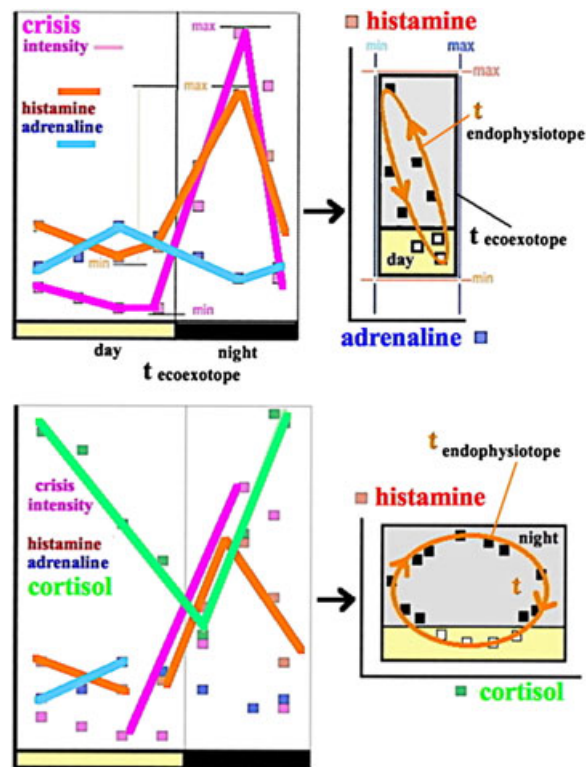 crisis
intensity
histamine
adrenaline
max
max
min
min
day
night
t ecoexotope
histamine
min
max
max
t
endophysiotope
t ecoexotope
day
min
adrenaline
crisis
intensity
histamine
adrenaline
cortisol
t endophysiotope
histamine
night
t
cortisol